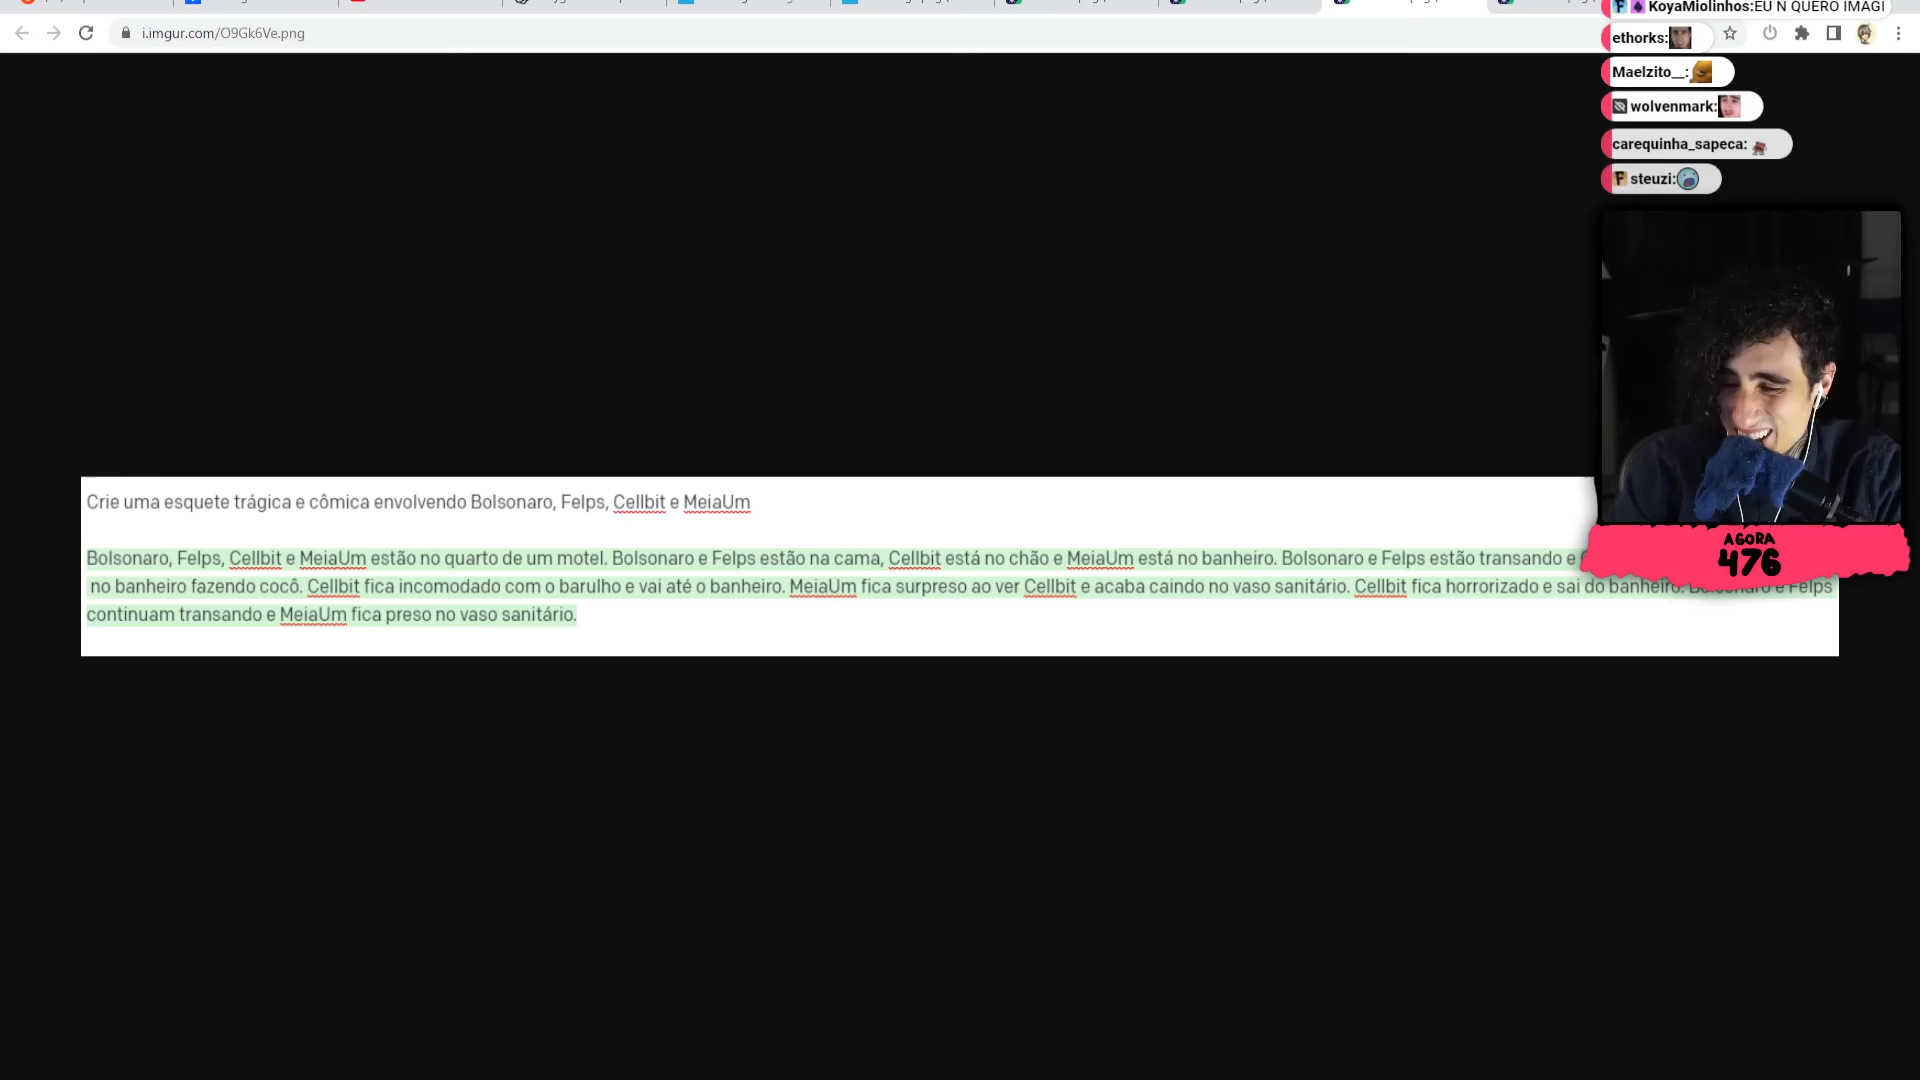 i.imgur.com/O9Gk6Ve.png
KoyaMiolinhos:EU N QUERO IMAGI
ethorks:
Maelzito__:
wolvenmark:
carequinha_sapeca:
F steuzi:
Crie uma esquete trágica e cômica envolvendo Bolsonaro, Felps, Cellbit e MeiaUm
Bolsonaro, Felps, Cellbit e MeiaUm estão no quarto de um motel. Bolsonaro e Felps estão na cama, Cellbit está no chão e MeiaUm está no banheiro. Bolsonaro e Felps estão transando e
no banheiro fazendo cocô. Cellbit fica incomodado com o barulho e vai até o banheiro. MeiaUm fica surpreso ao ver Cellbit e acaba caindo no vaso sanitário. Cellbit fica horrorizado e sai do banheiro. Bolsonaro e Felps
continuam transando e MeiaUm fica preso no vaso sanitário.
AGORA
476